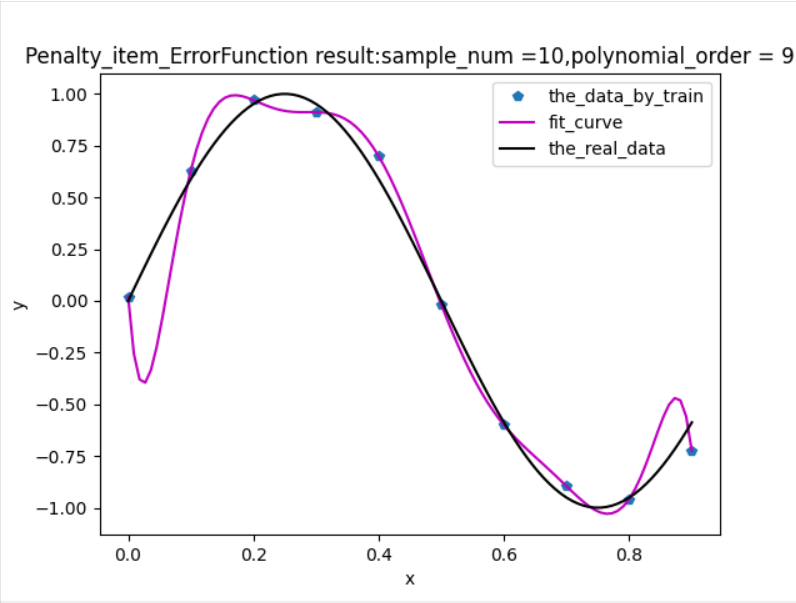 Penalty_item_ErrorFunction result:sample_num =10,polynomial_order = 9
the_data_by_train
fit_curve
the_real_data
1.00
0.75
0.50
0.25
0.00
−0.25
−0.50
−0.75
−1.00
y
0.0 0.2 0.4 0.6 0.8
x